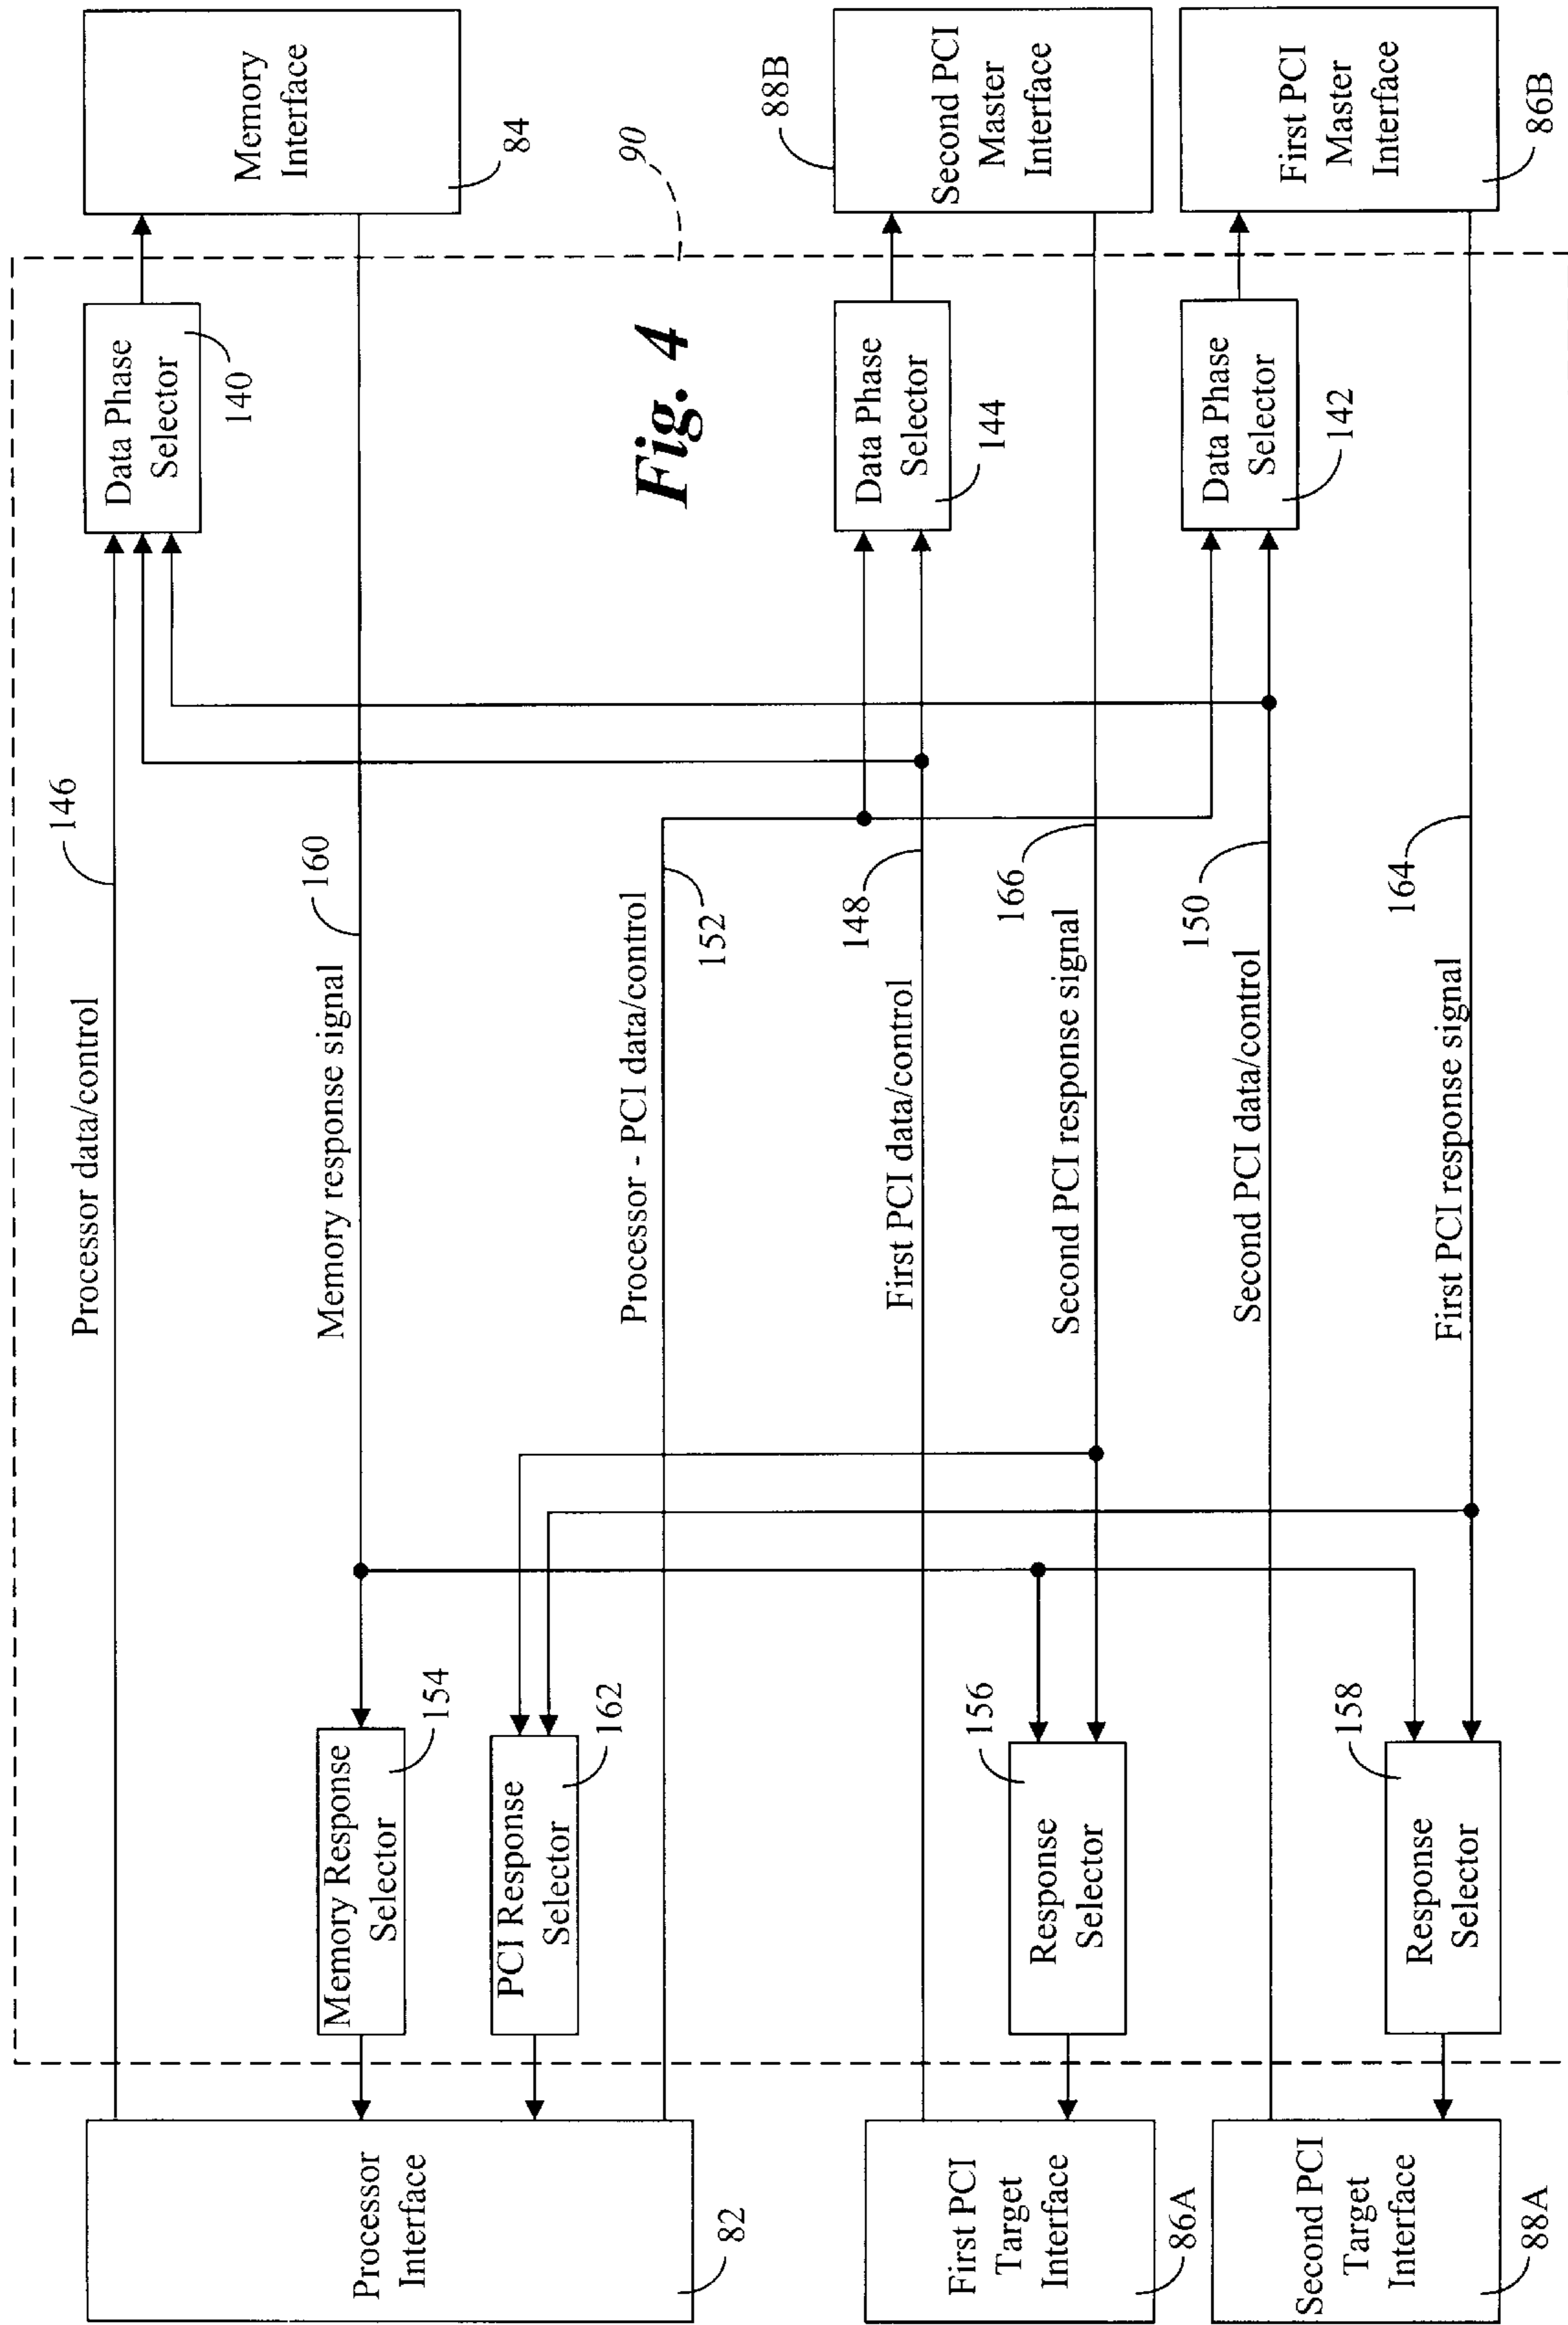 Processor
Interface
82
First PCI
Target
Interface
86A
Second PCI
Target
Interface
88A
Memory Response
Selector
154
PCI Response
Selector
162
Response
Selector
156
Response
Selector
158
Processor data/control
146
Memory response signal
160
Processor - PCI data/control
152
First PCI data/control
148
Second PCI response signal
166
Second PCI data/control
150
First PCI response signal
164
Data Phase
Selector
140
Data Phase
Selector
144
Data Phase
Selector
142
Fig. 4
90
Memory
Interface
84
Second PCI
Master
Interface
88B
First PCI
Master
Interface
86B